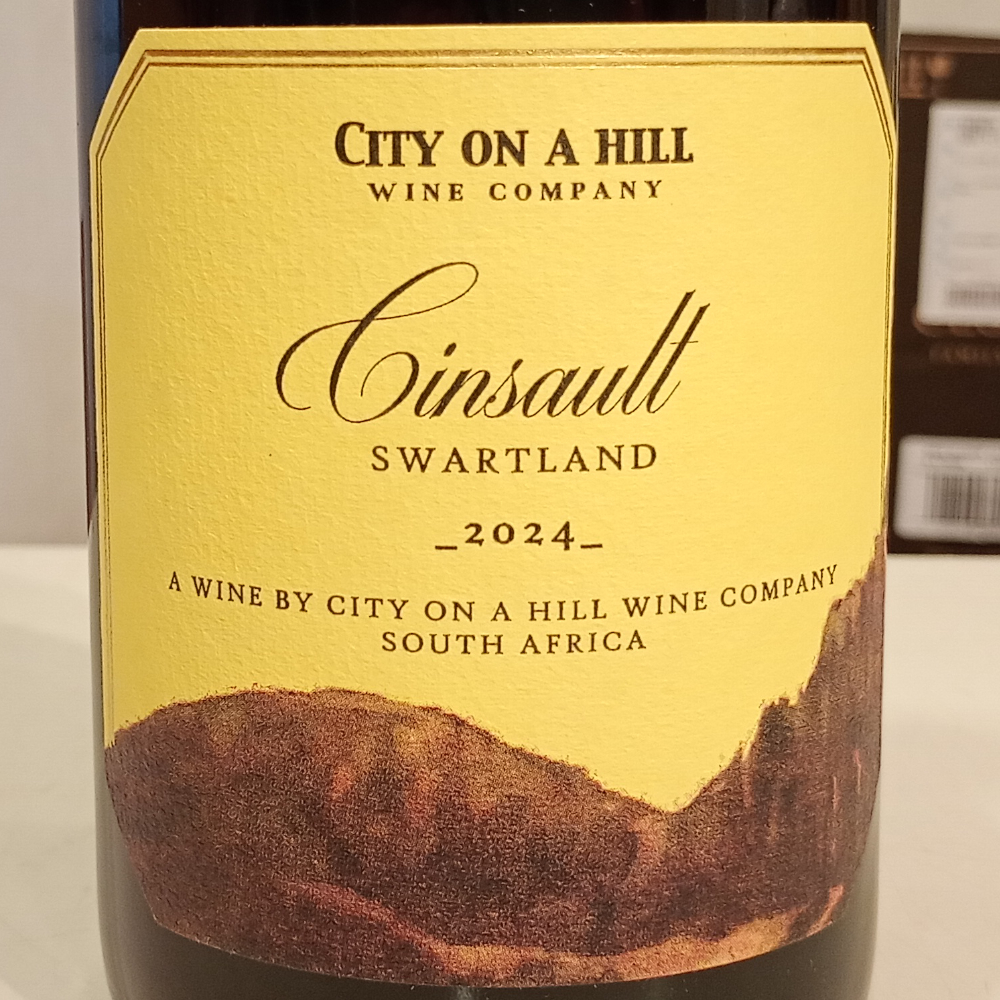 CITY ON A HILL
WINE COMPANY
Cinsault
SWARTLAND
_2024_
A WINE BY CITY ON A HILL WINE COMPANY
SOUTH AFRICA